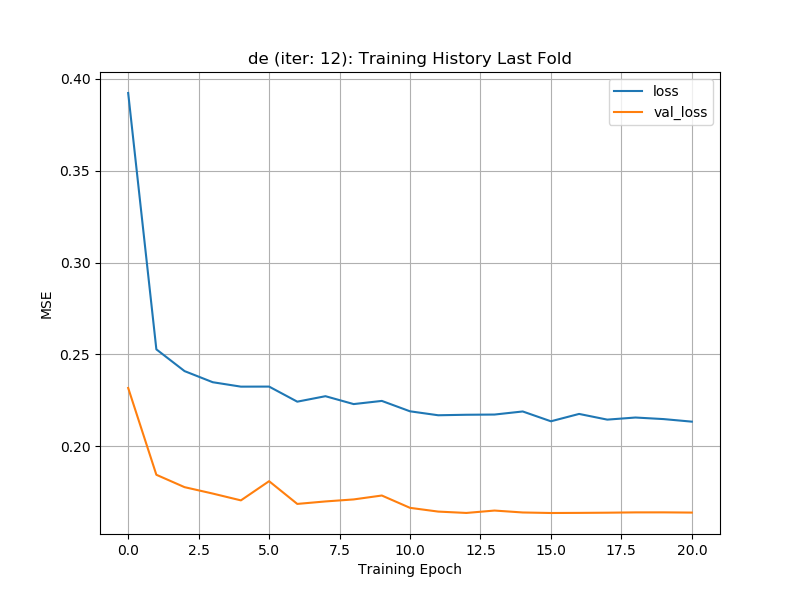 de (iter: 12): Training History Last Fold
loss
val_loss
MSE
0.40
0.35
0.30
0.25
0.20
0.0 2.5 5.0 7.5 10.0 12.5 15.0 17.5 20.0
Training Epoch